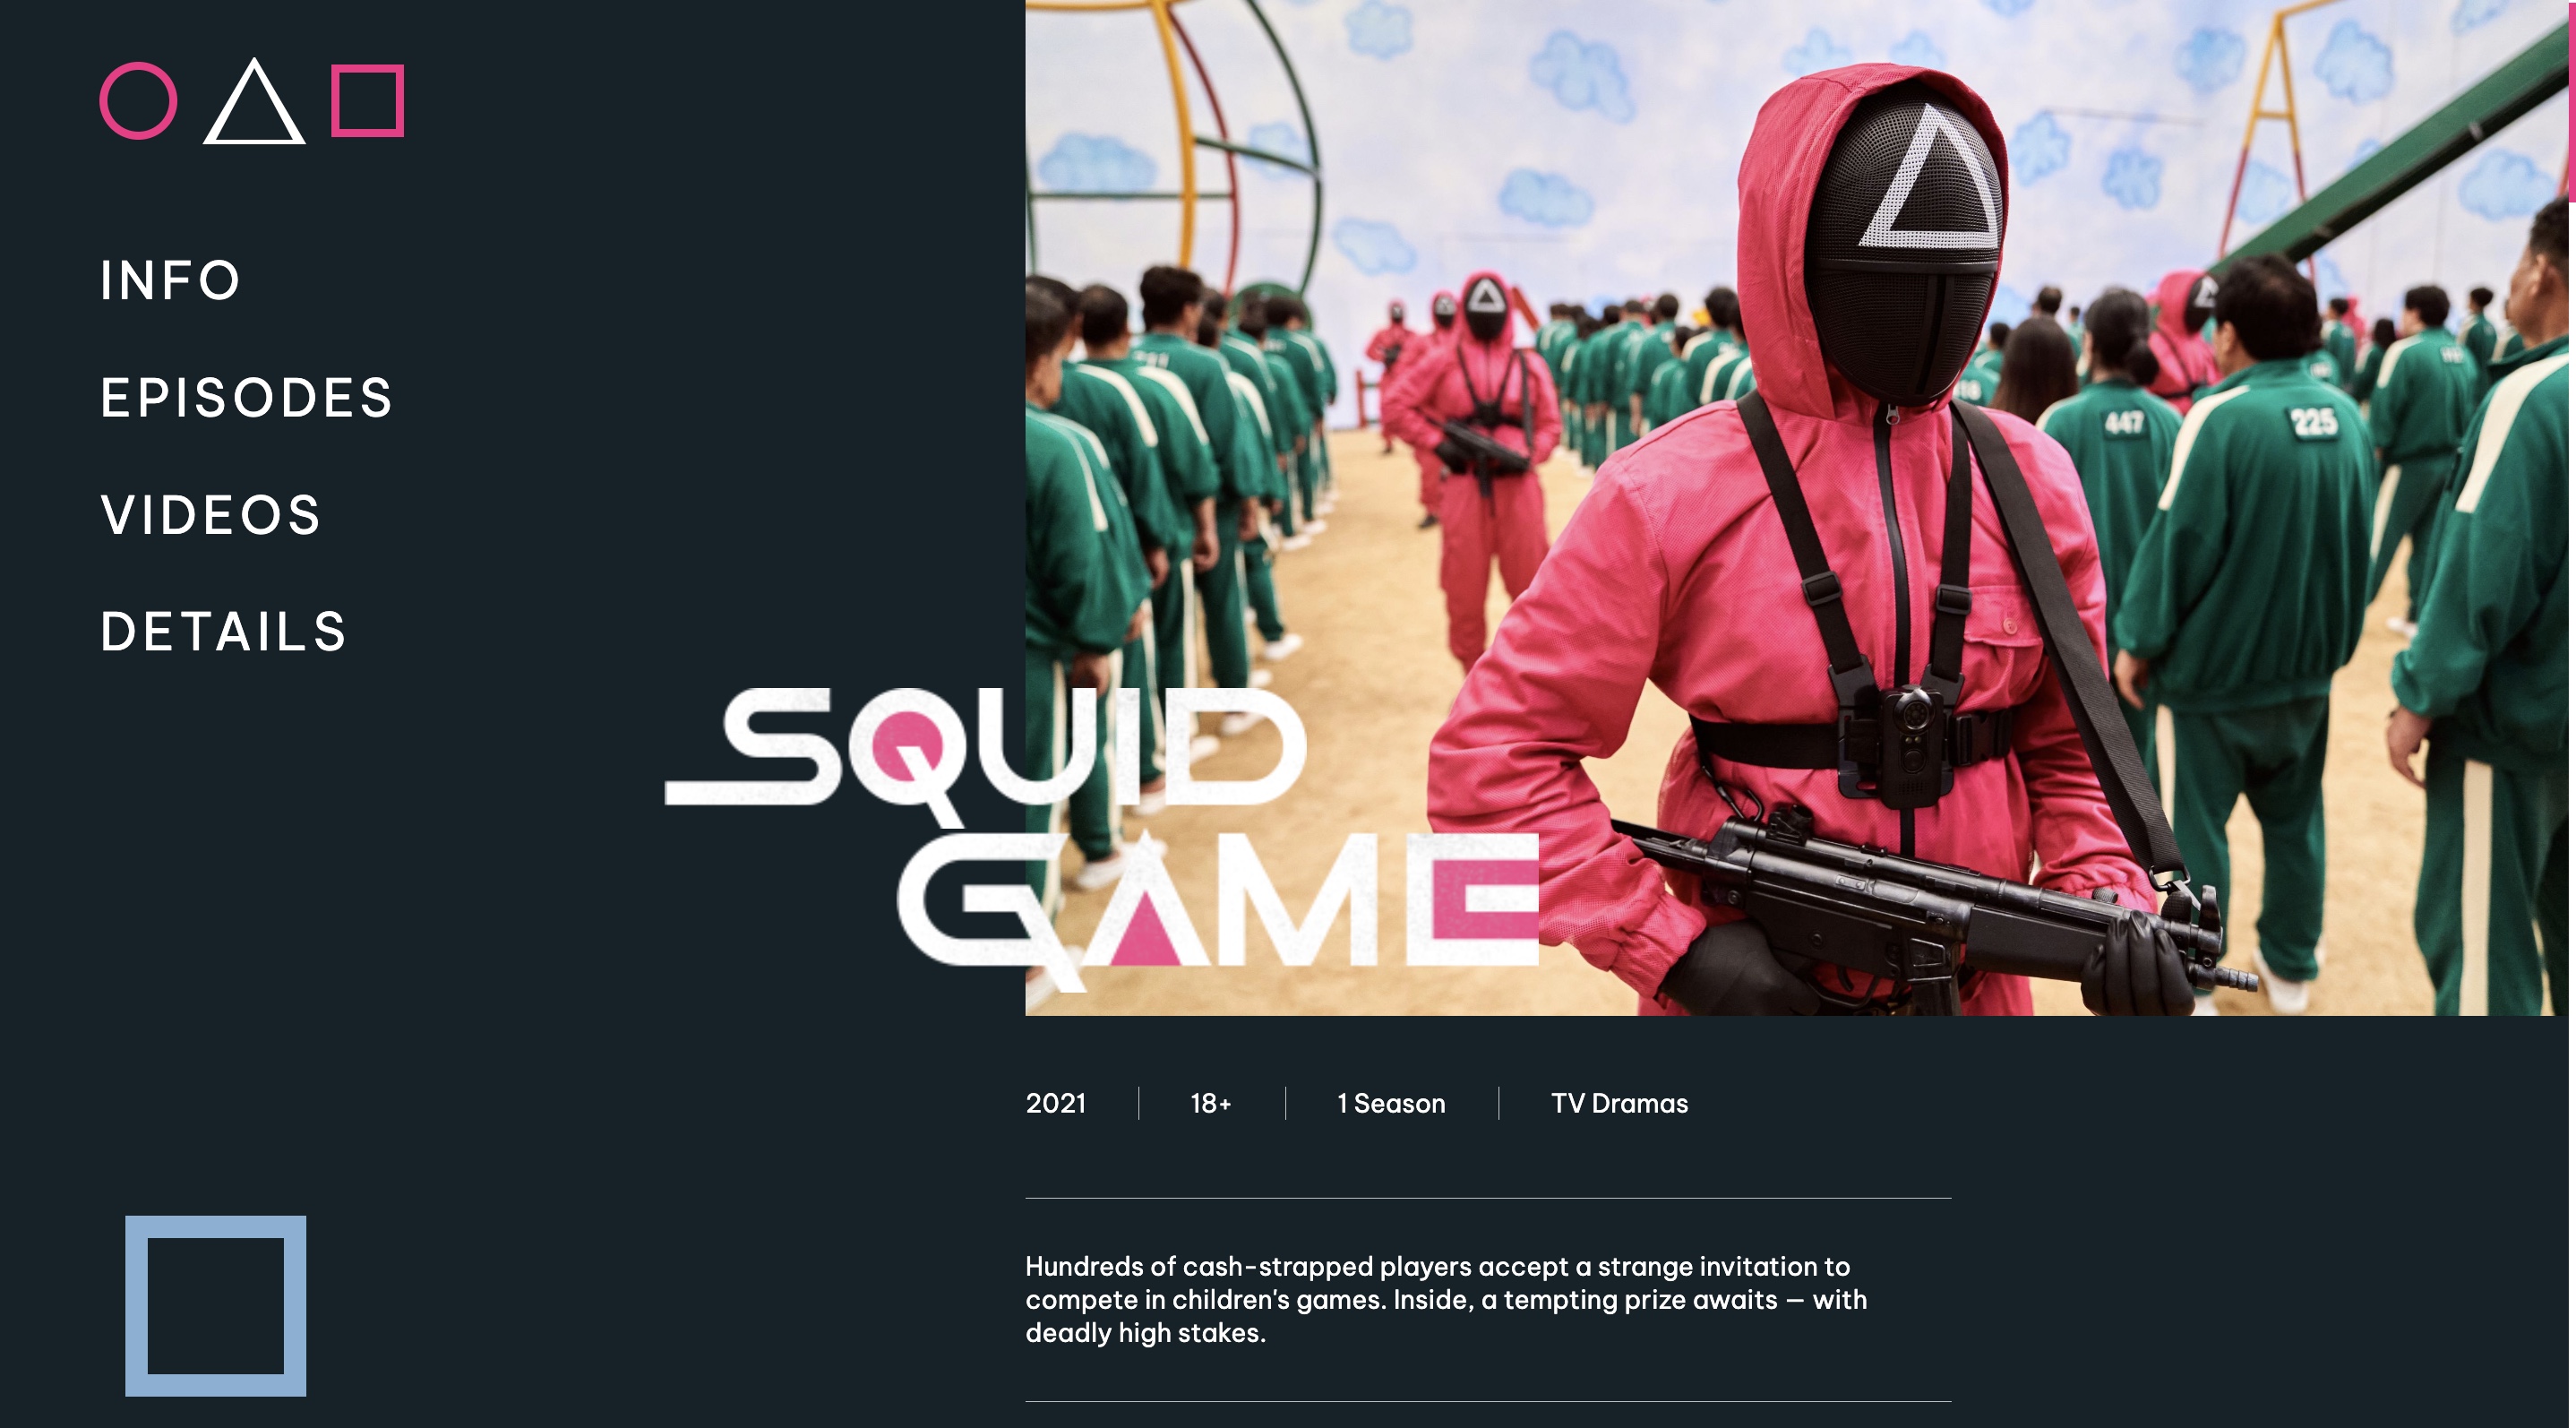 INFO
EPISODES
VIDEOS
DETAILS
SQUID
GAME
447
225
2021 18+ 1 Season TV Dramas
Hundreds of cash-strapped players accept a strange invitation to
compete in children's games. Inside, a tempting prize awaits — with
deadly high stakes.